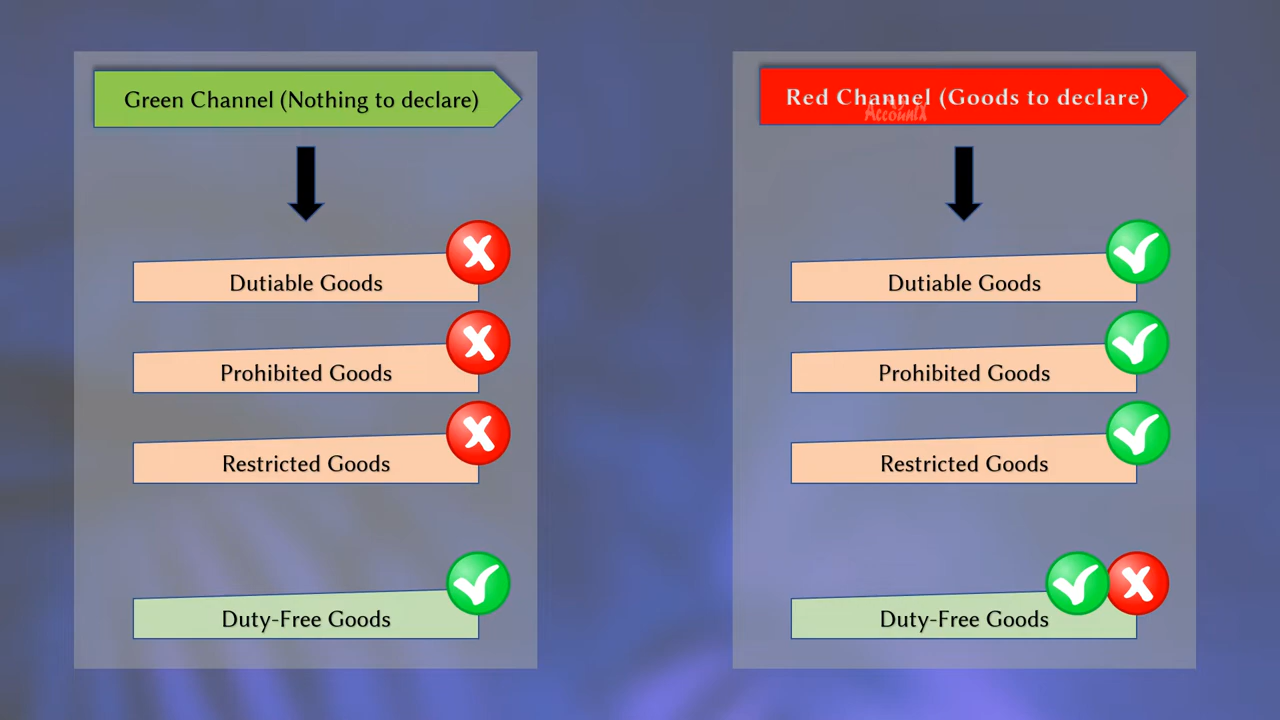 Green Channel (Nothing to declare)
Dutiable Goods
Prohibited Goods
Restricted Goods
Duty-Free Goods
Red Channel (Goods to declare)
AccountX
Dutiable Goods
Prohibited Goods
Restricted Goods
Duty-Free Goods